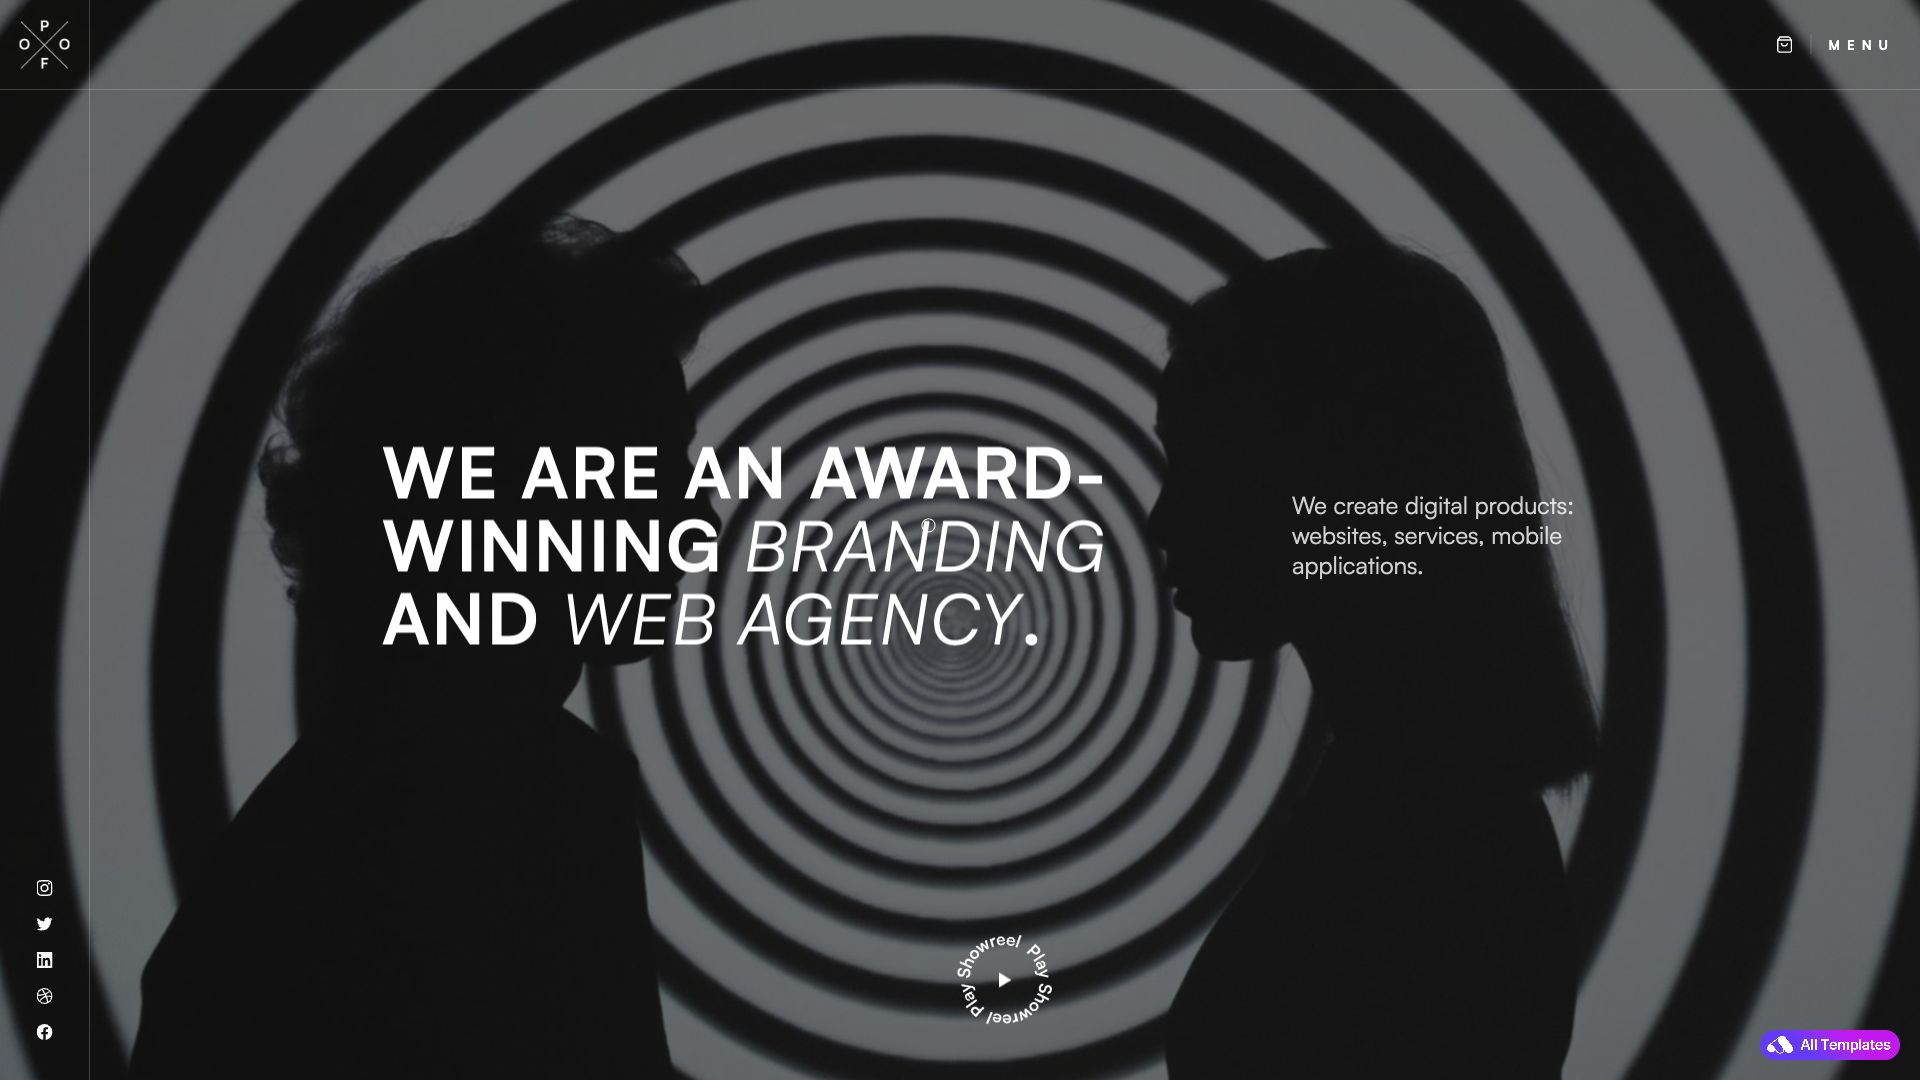 P
O O
F
MENU
WE ARE AN AWARD-
WINNING BRANDING
AND WEB AGENCY.
We create digital products:
websites, services, mobile
applications.
Play Showreel Play Showreel
All Templates